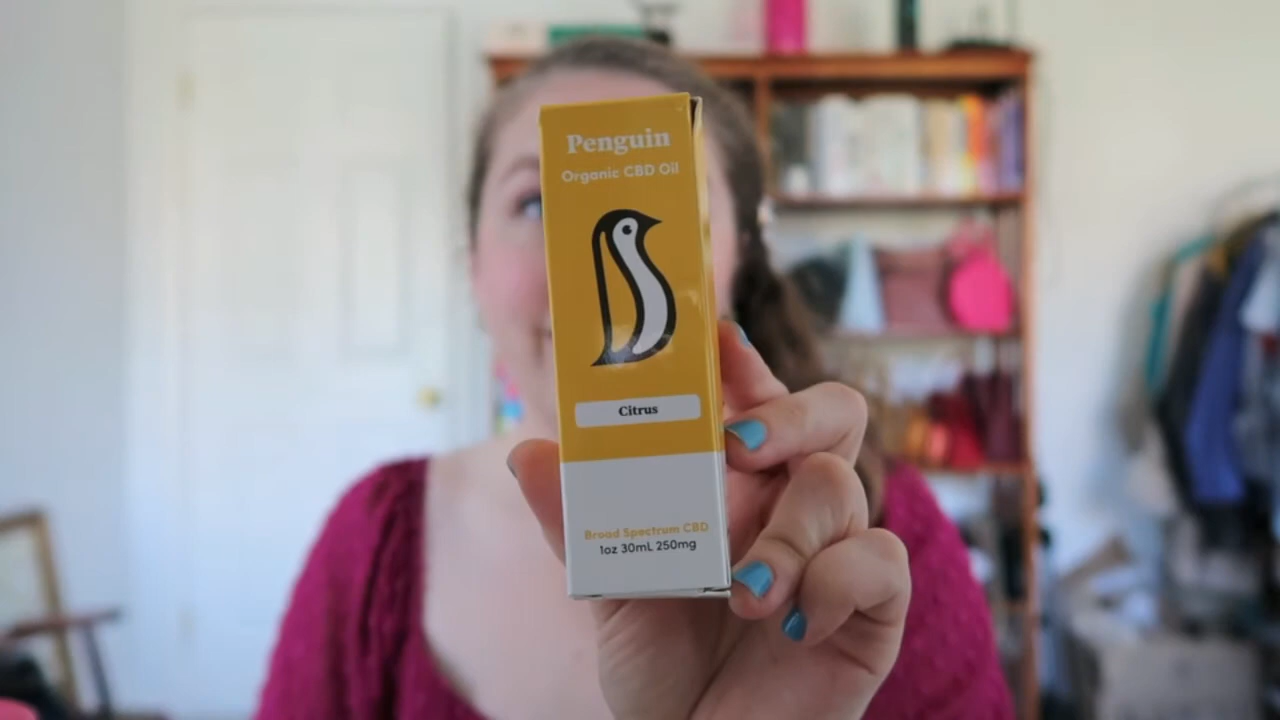 Penguin
Organic CBD Oil
Citrus
Broad Spectrum CBD
1oz 30mL 250mg